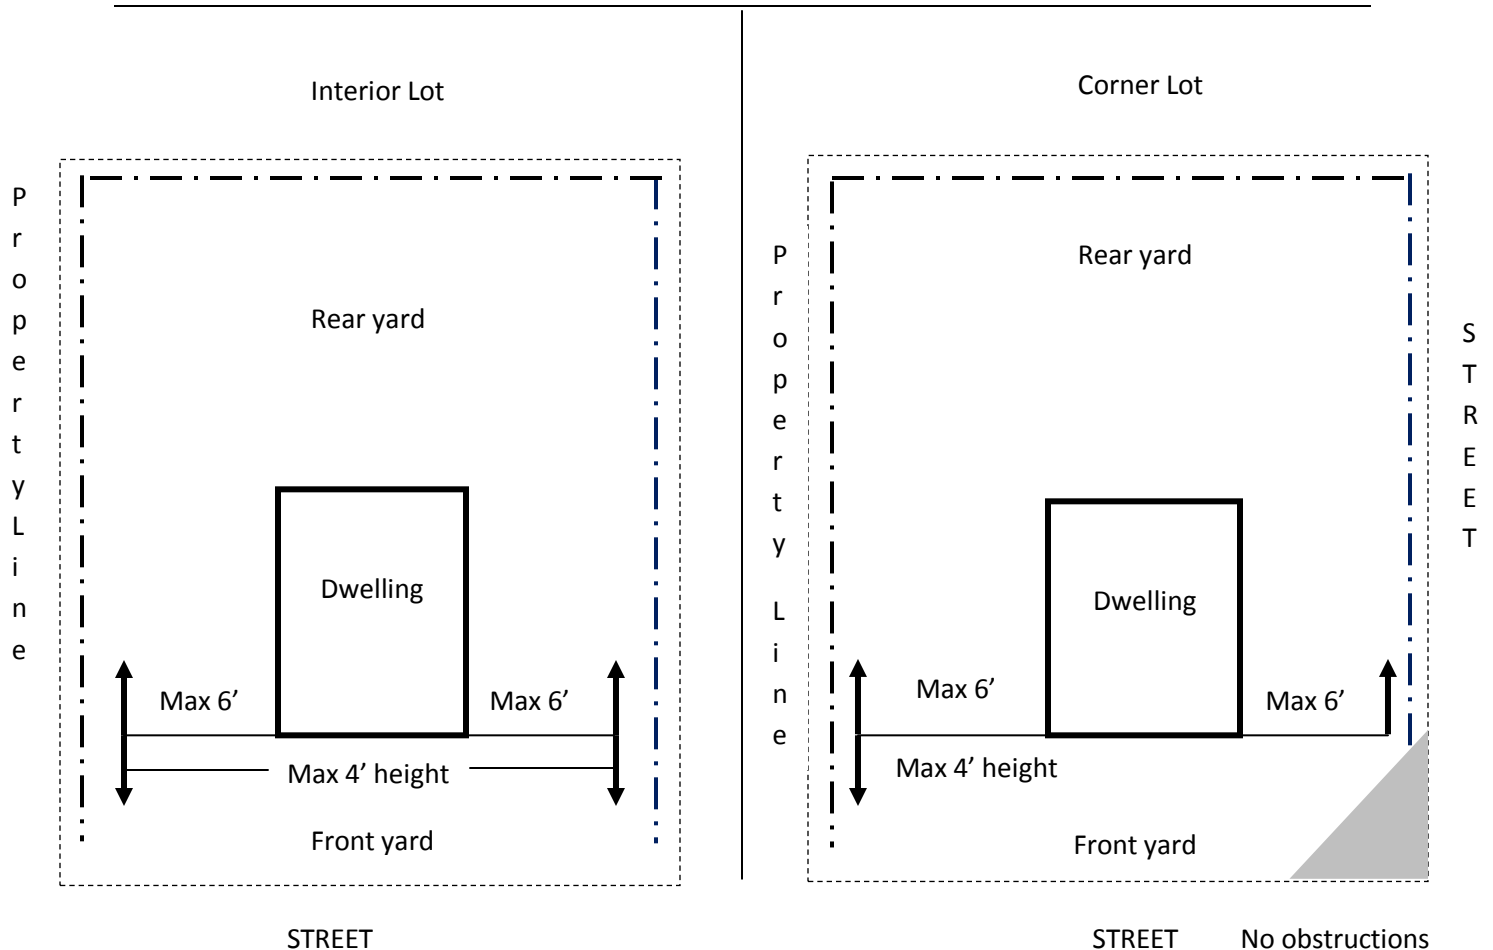 Interior Lot
Property Line
Rear yard
Dwelling
Max 6’
Max 6’
Max 4’ height
Front yard
STREET
Corner Lot
Property Line
Rear yard
STREET
Dwelling
Max 6’
Max 6’
Max 4’ height
Front yard
STREET
No obstructions